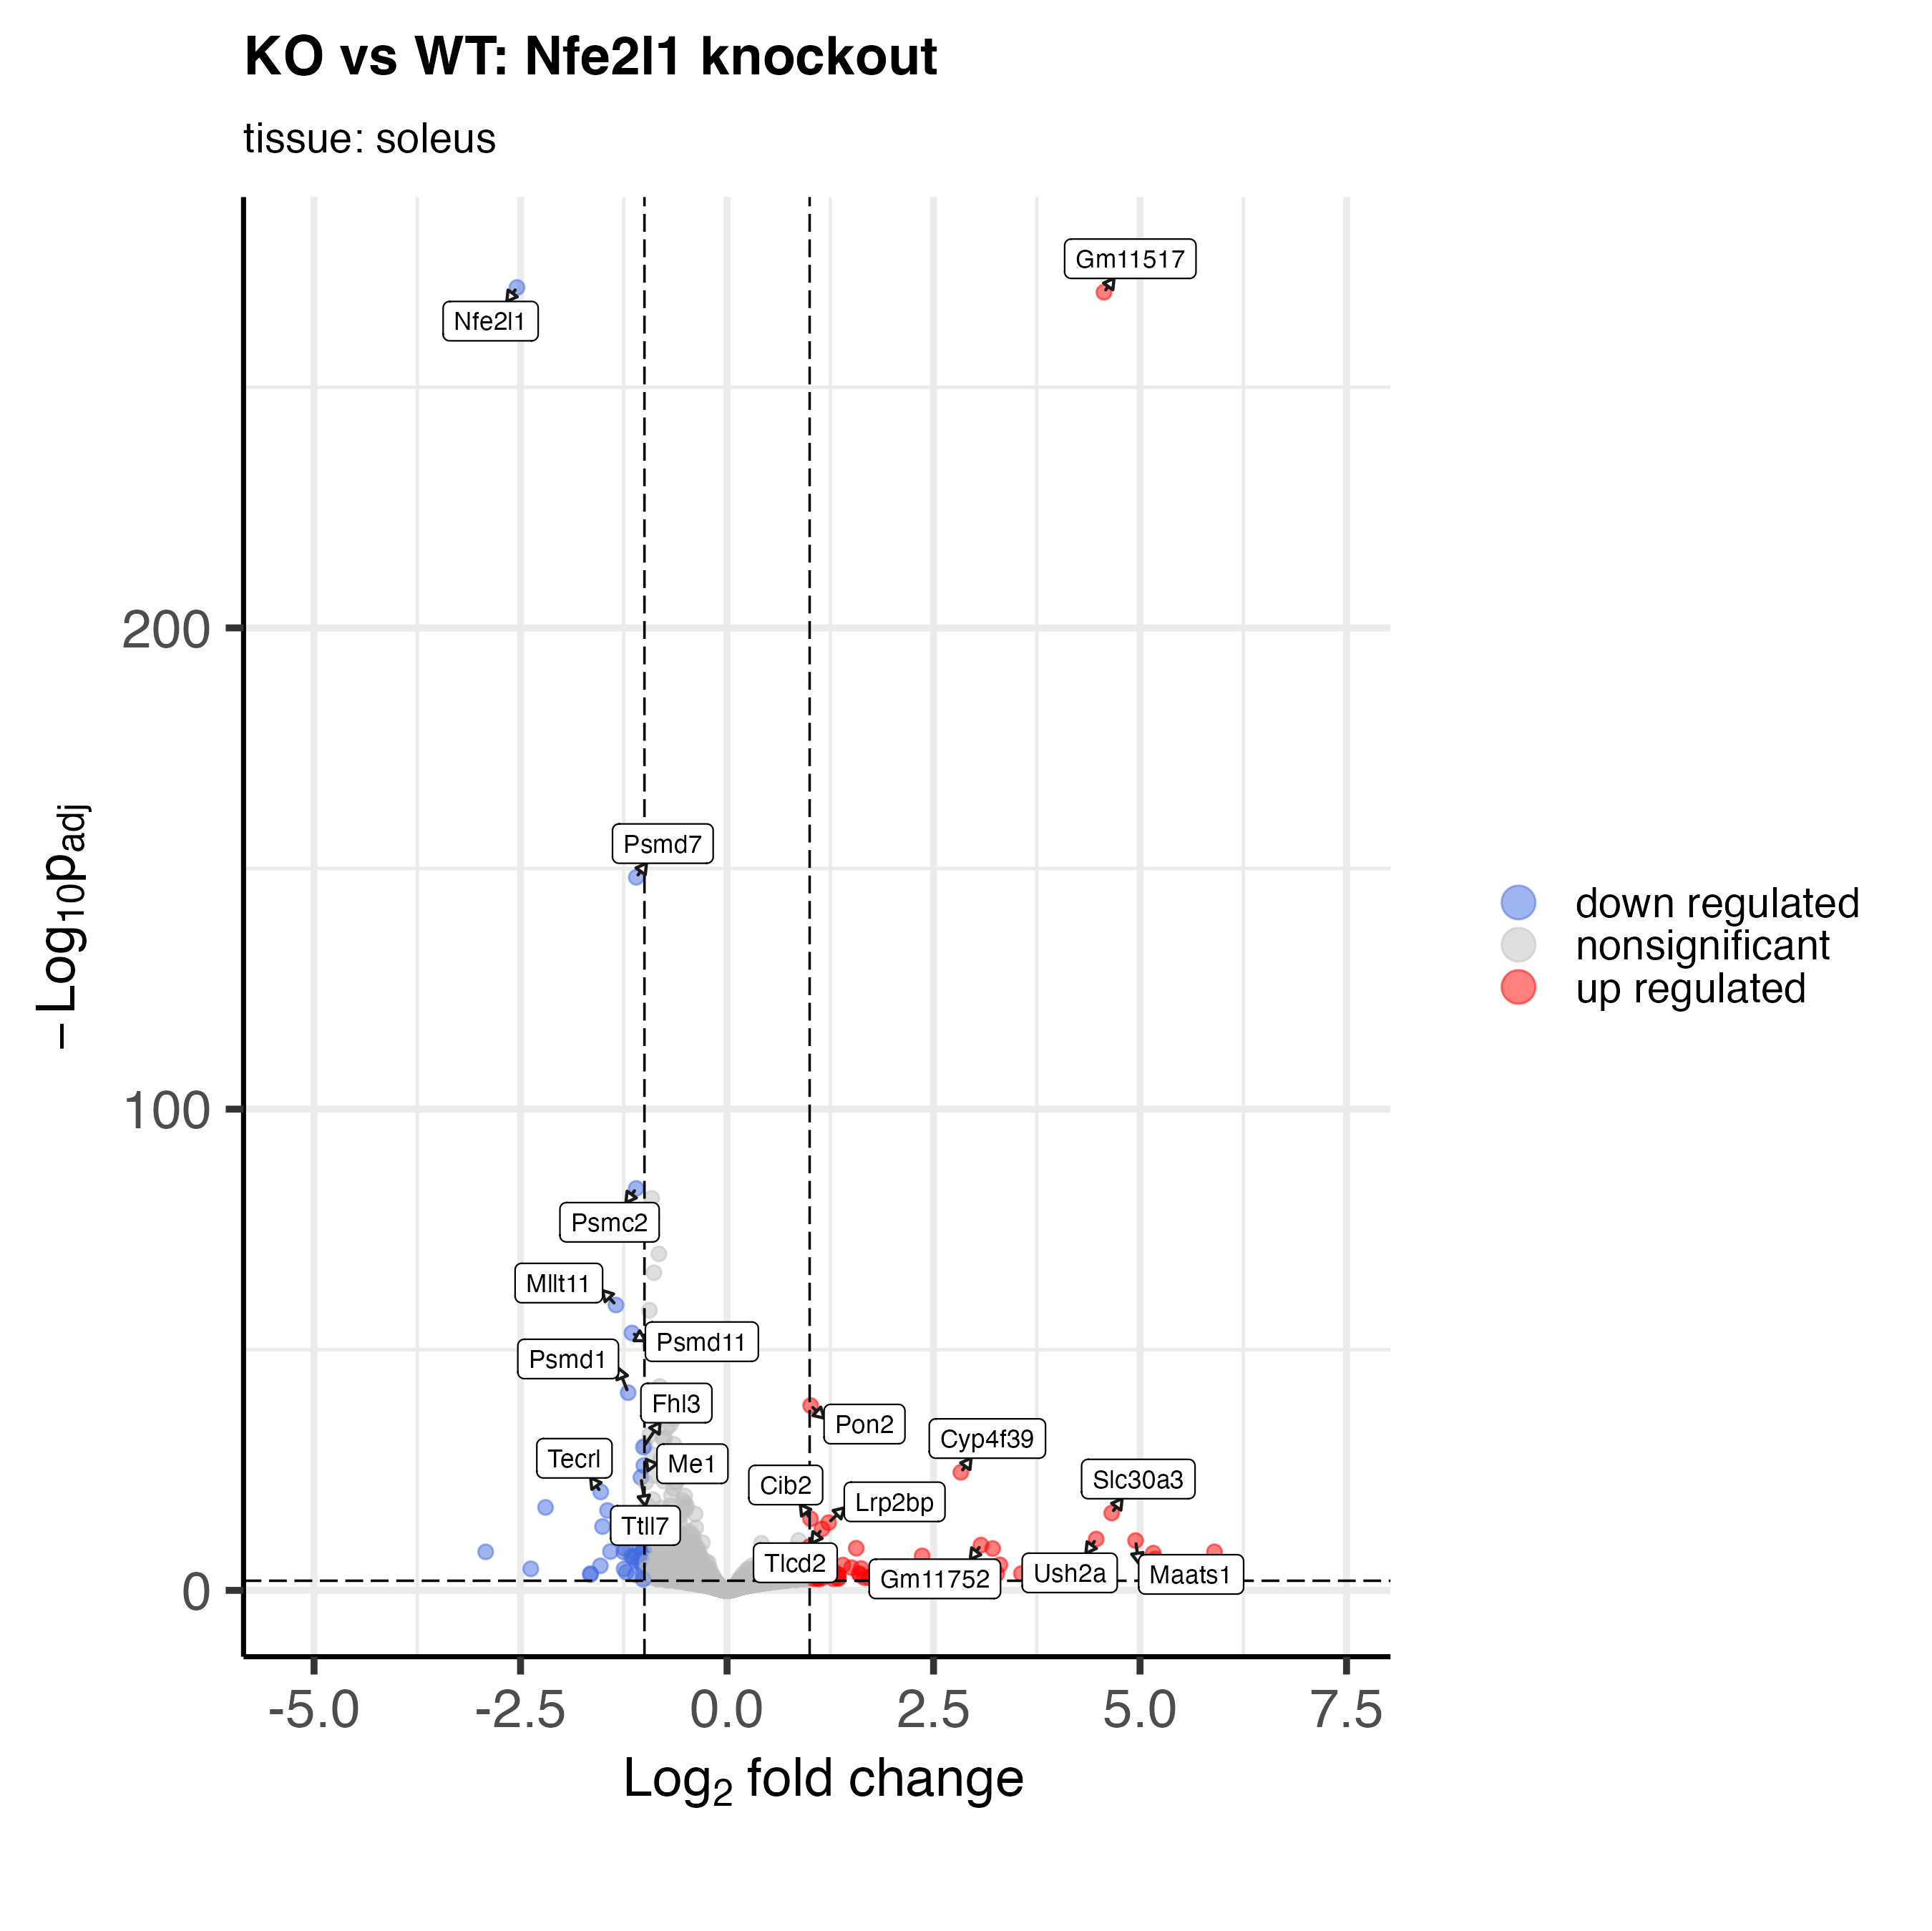 KO vs WT: Nfe2l1 knockout
tissue: soleus
Gm11517
Nfe2l1
200
Psmd7
− Log10padj
down regulated
nonsignificant
up regulated
100
Psmc2
Mllt11
Psmd11
Psmd1
Fhl3
Pon2
Cyp4f39
Tecrl
Me1
Slc30a3
Cib2
Lrp2bp
Ttll7
Tlcd2
Gm11752
Ush2a
Maats1
0
-5.0 -2.5 0.0 2.5 5.0 7.5
Log2 fold change